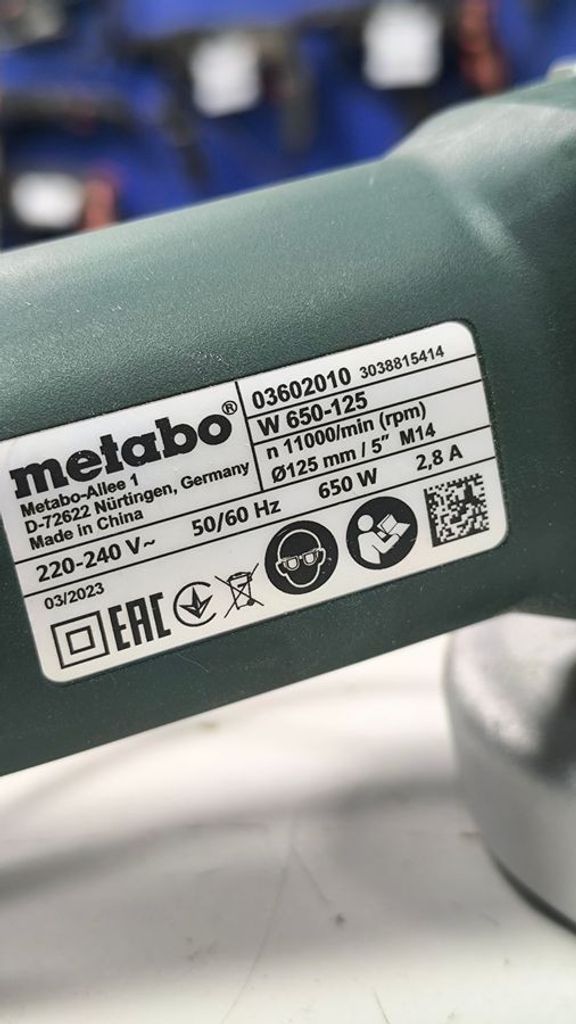 metabo®
Metabo-Allee 1
D-72622 Nürtingen, Germany
Made in China
03602010 3038815414
W 650-125
n 11000/min (rpm)
Ø125 mm / 5" M14
220-240 V~ 50/60 Hz 650 W 2,8 A
03/2023
EAC